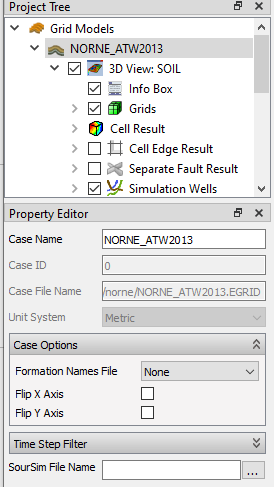 Project Tree
Grid Models
NORNE_ATW2013
3D View: SOIL
Info Box
Grids
Cell Result
Cell Edge Result
Separate Fault Result
Simulation Wells
Property Editor
Case Name NORNE_ATW2013
Case ID 0
Case File Name /norne/NORNE_ATW2013.EGRID
Unit System Metric
Case Options
Formation Names File None
Flip X Axis
Flip Y Axis
Time Step Filter
SourSim File Name ...